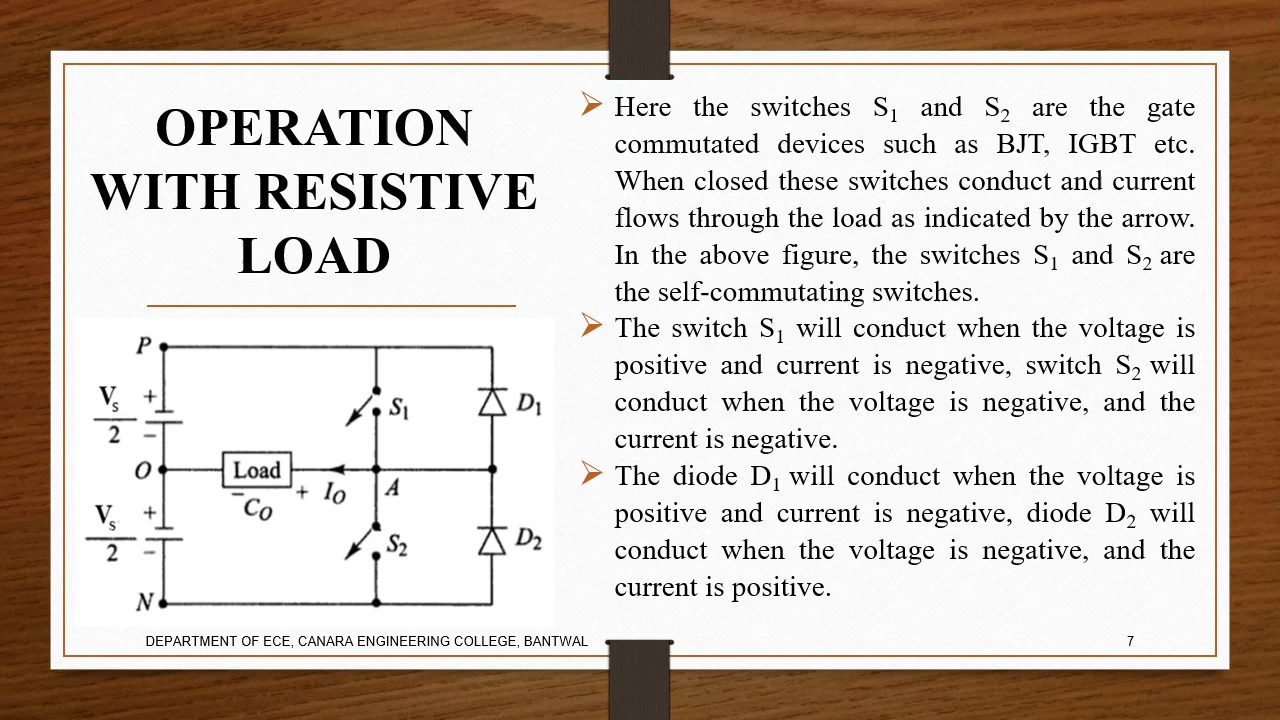 OPERATION
WITH RESISTIVE
LOAD
P
Vs
2
+
−
S1
D1
O
Load
− Co
+ Io
A
Vs
2
+
−
S2
D2
N
➢ Here the switches S1 and S2 are the gate
commutated devices such as BJT, IGBT etc.
When closed these switches conduct and current
flows through the load as indicated by the arrow.
In the above figure, the switches S1 and S2 are
the self-commutating switches.
➢ The switch S1 will conduct when the voltage is
positive and current is negative, switch S2 will
conduct when the voltage is negative, and the
current is negative.
➢ The diode D1 will conduct when the voltage is
positive and current is negative, diode D2 will
conduct when the voltage is negative, and the
current is positive.
DEPARTMENT OF ECE, CANARA ENGINEERING COLLEGE, BANTWAL
7